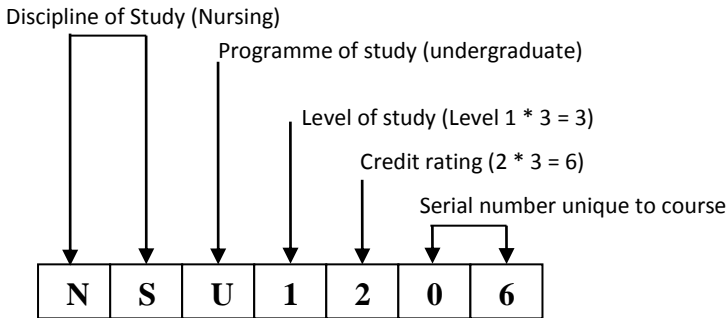 Discipline of Study (Nursing)
Programme of study (undergraduate)
Level of study (Level 1 * 3 = 3)
Credit rating (2 * 3 = 6)
Serial number unique to course
N S U 1 2 0 6